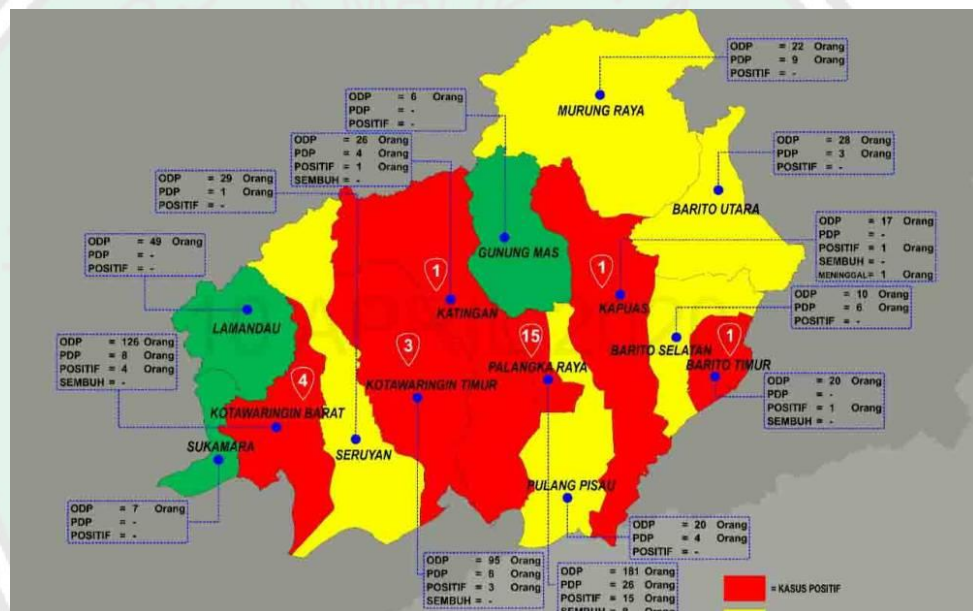 ODP = 22 Orang
PDP = 9 Orang
POSITIF = -
MURUNG RAYA
ODP = 6 Orang
PDP = -
POSITIF = -
ODP = 26 Orang
PDP = 4 Orang
POSITIF = 1 Orang
SEMBUH = -
ODP = 28 Orang
PDP = 3 Orang
POSITIF = -
BARITO UTARA
ODP = 29 Orang
PDP = 1 Orang
POSITIF = -
ODP = 17 Orang
PDP = -
POSITIF = 1 Orang
SEMBUH = -
MENINGGAL = 1 Orang
ODP = 49 Orang
PDP = -
POSITIF = -
GUNUNG MAS
1
KATINGAN
1
KAPUAS
ODP = 10 Orang
PDP = 6 Orang
POSITIF = -
LAMANDAU
3
KOTAWARINGIN TIMUR
15
PALANGKA RAYA
BARITO SELATAN
1
BARITO TIMUR
ODP = 126 Orang
PDP = 8 Orang
POSITIF = 4 Orang
SEMBUH = -
4
KOTAWARINGIN BARAT
ODP = 20 Orang
PDP = -
POSITIF = 1 Orang
SEMBUH = -
SUKAMARA
SERUYAN
PULANG PISAU
ODP = 7 Orang
PDP = -
POSITIF = -
ODP = 20 Orang
PDP = 4 Orang
POSITIF = -
ODP = 95 Orang
PDP = Orang
POSITIF = 3 Orang
SEMBUH = -
ODP = 181 Orang
PDP = 26 Orang
POSITIF = 15 Orang
= KASUS POSITIF